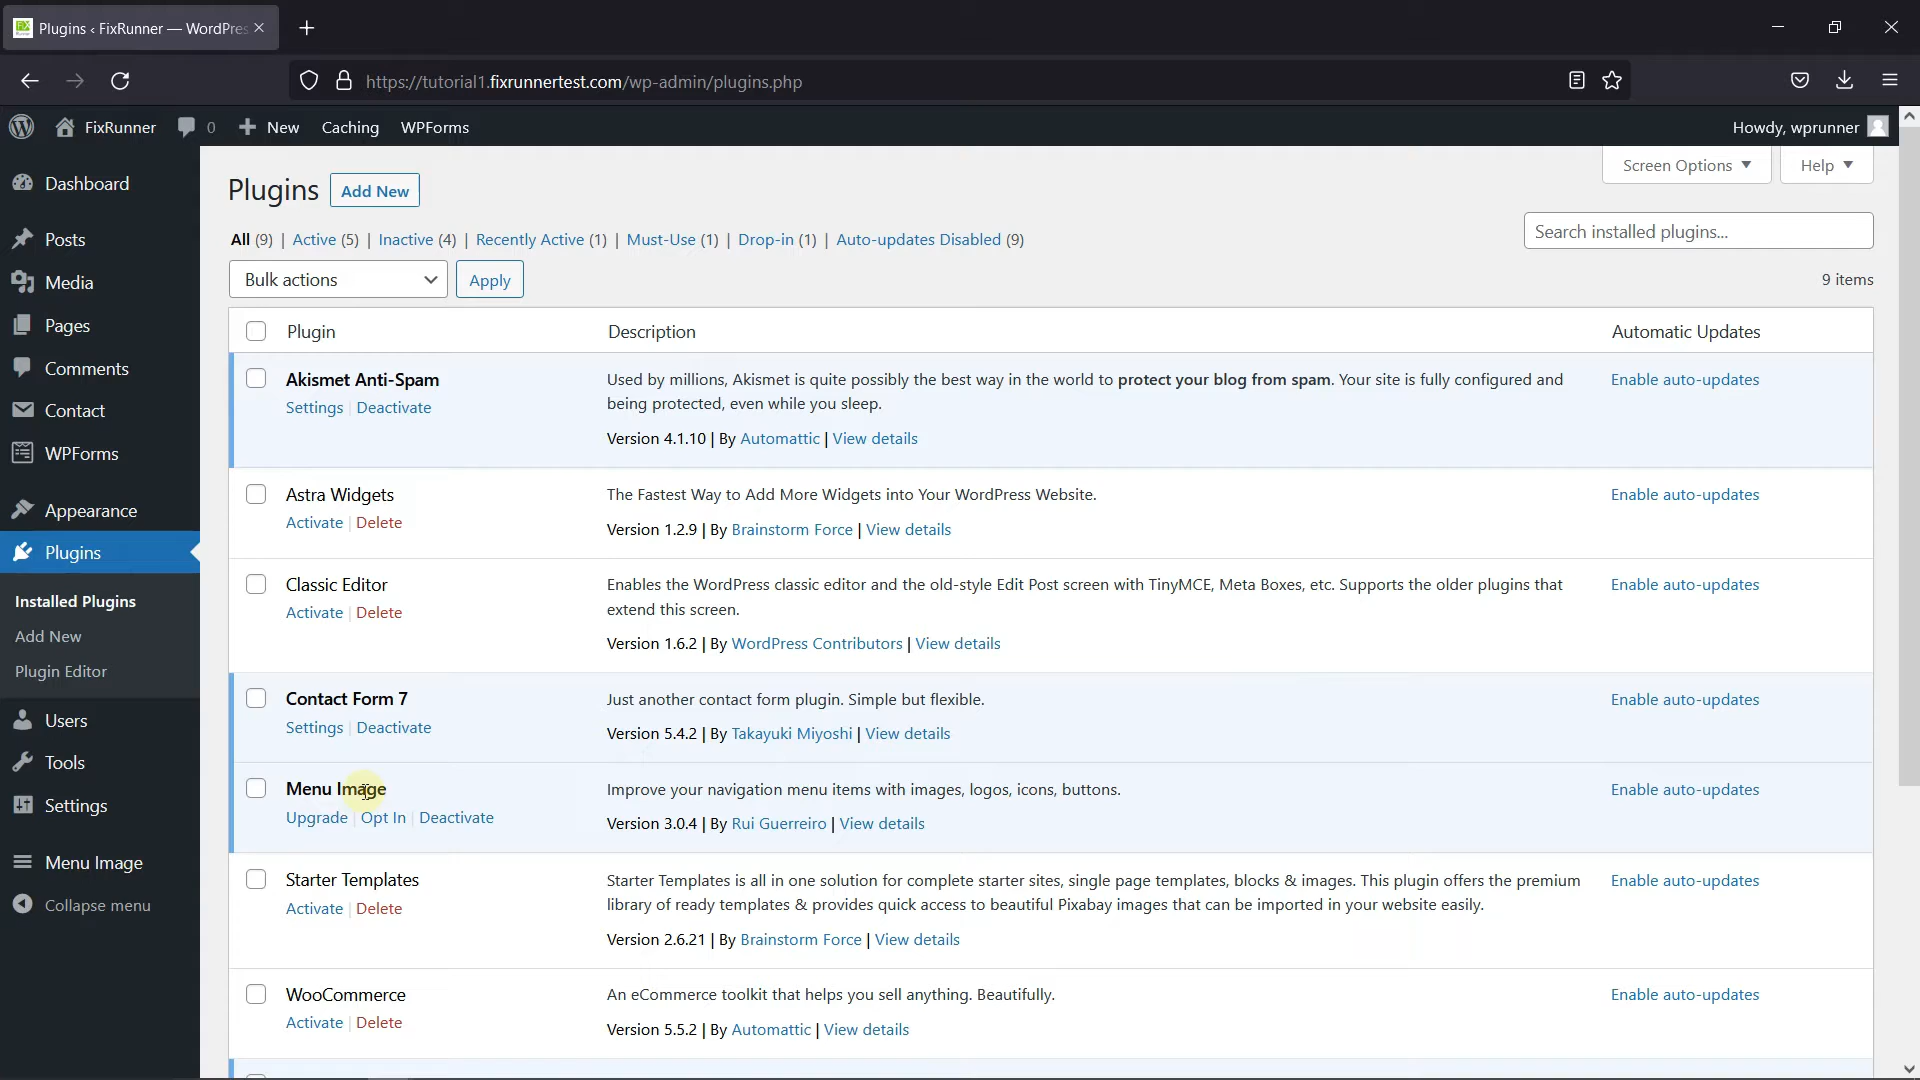 Plugins ‹ FixRunner — WordPres
https://tutorial1.fixrunnertest.com/wp-admin/plugins.php
FixRunner 0 New Caching WPForms Howdy, wprunner
Screen Options Help
Dashboard
Posts
Media
Pages
Comments
Contact
WPForms
Appearance
Plugins
Installed Plugins
Add New
Plugin Editor
Users
Tools
Settings
Menu Image
Collapse menu
Plugins Add New
All (9) | Active (5) | Inactive (4) | Recently Active (1) | Must-Use (1) | Drop-in (1) | Auto-updates Disabled (9)
Search installed plugins...
Bulk actions Apply 9 items
Plugin Description Automatic Updates
Akismet Anti-Spam
Settings | Deactivate
Used by millions, Akismet is quite possibly the best way in the world to protect your blog from spam. Your site is fully configured and
being protected, even while you sleep.
Version 4.1.10 | By Automattic | View details
Enable auto-updates
Astra Widgets
Activate | Delete
The Fastest Way to Add More Widgets into Your WordPress Website.
Version 1.2.9 | By Brainstorm Force | View details
Enable auto-updates
Classic Editor
Activate | Delete
Enables the WordPress classic editor and the old-style Edit Post screen with TinyMCE, Meta Boxes, etc. Supports the older plugins that
extend this screen.
Version 1.6.2 | By WordPress Contributors | View details
Enable auto-updates
Contact Form 7
Settings | Deactivate
Just another contact form plugin. Simple but flexible.
Version 5.4.2 | By Takayuki Miyoshi | View details
Enable auto-updates
Menu Image
Upgrade | Opt In | Deactivate
Improve your navigation menu items with images, logos, icons, buttons.
Version 3.0.4 | By Rui Guerreiro | View details
Enable auto-updates
Starter Templates
Activate | Delete
Starter Templates is all in one solution for complete starter sites, single page templates, blocks & images. This plugin offers the premium
library of ready templates & provides quick access to beautiful Pixabay images that can be imported in your website easily.
Version 2.6.21 | By Brainstorm Force | View details
Enable auto-updates
WooCommerce
Activate | Delete
An eCommerce toolkit that helps you sell anything. Beautifully.
Version 5.5.2 | By Automattic | View details
Enable auto-updates